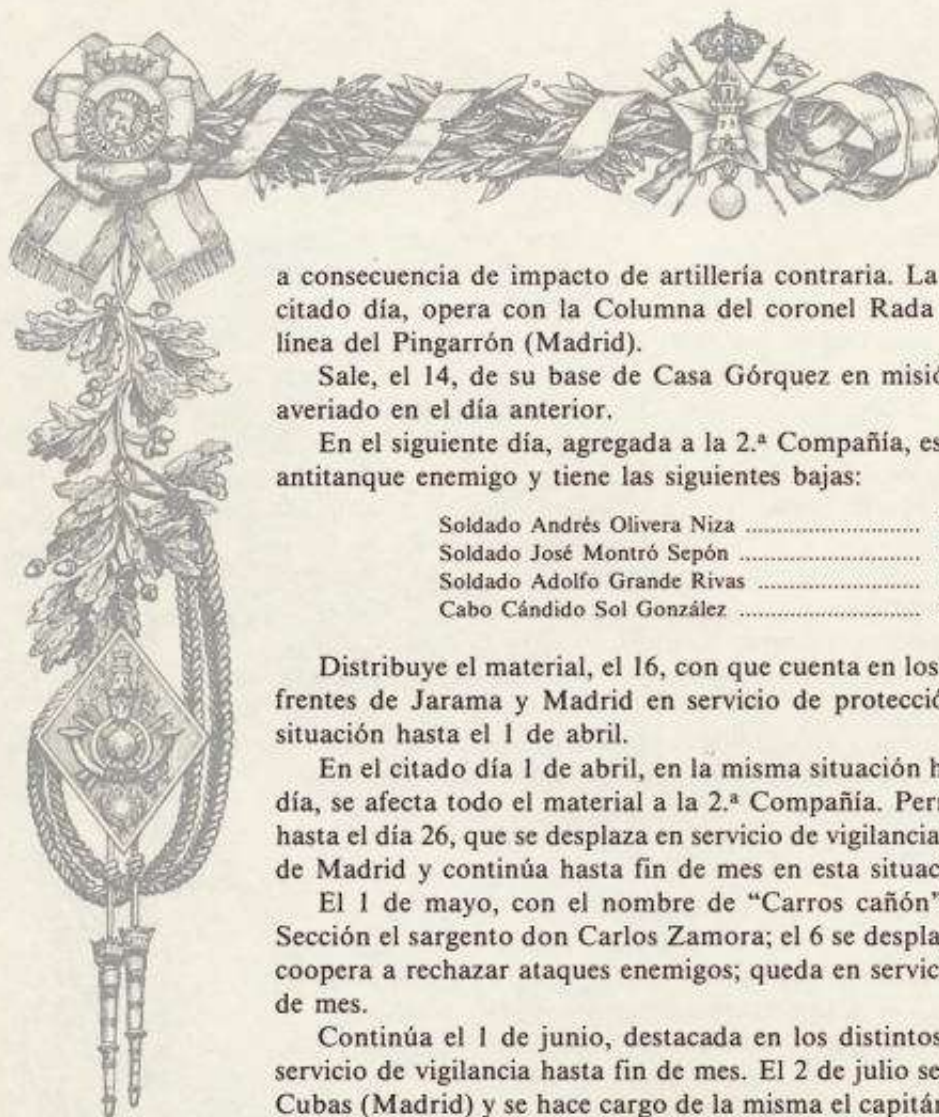 a consecuencia de impacto de artillería contraria. La
citado día, opera con la Columna del coronel Rada
línea del Pingarrón (Madrid).
Sale, el 14, de su base de Casa Górquez en misió
averiado en el día anterior.
En el siguiente día, agregada a la 2.ª Compañía, es
antitanque enemigo y tiene las siguientes bajas:
Soldado Andrés Olivera Niza ............................
Soldado José Montró Sepón .............................
Soldado Adolfo Grande Rivas ..........................
Cabo Cándido Sol González .............................
Distribuye el material, el 16, con que cuenta en los
frentes de Jarama y Madrid en servicio de protecció
situación hasta el 1 de abril.
En el citado día 1 de abril, en la misma situación h
día, se afecta todo el material a la 2.ª Compañía. Per
hasta el día 26, que se desplaza en servicio de vigilancia
de Madrid y continúa hasta fin de mes en esta situac
El 1 de mayo, con el nombre de “Carros cañón”
Sección el sargento don Carlos Zamora; el 6 se despla
coopera a rechazar ataques enemigos; queda en servic
de mes.
Continúa el 1 de junio, destacada en los distintos
servicio de vigilancia hasta fin de mes. El 2 de julio se
Cubas (Madrid) y se hace cargo de la misma el capitán